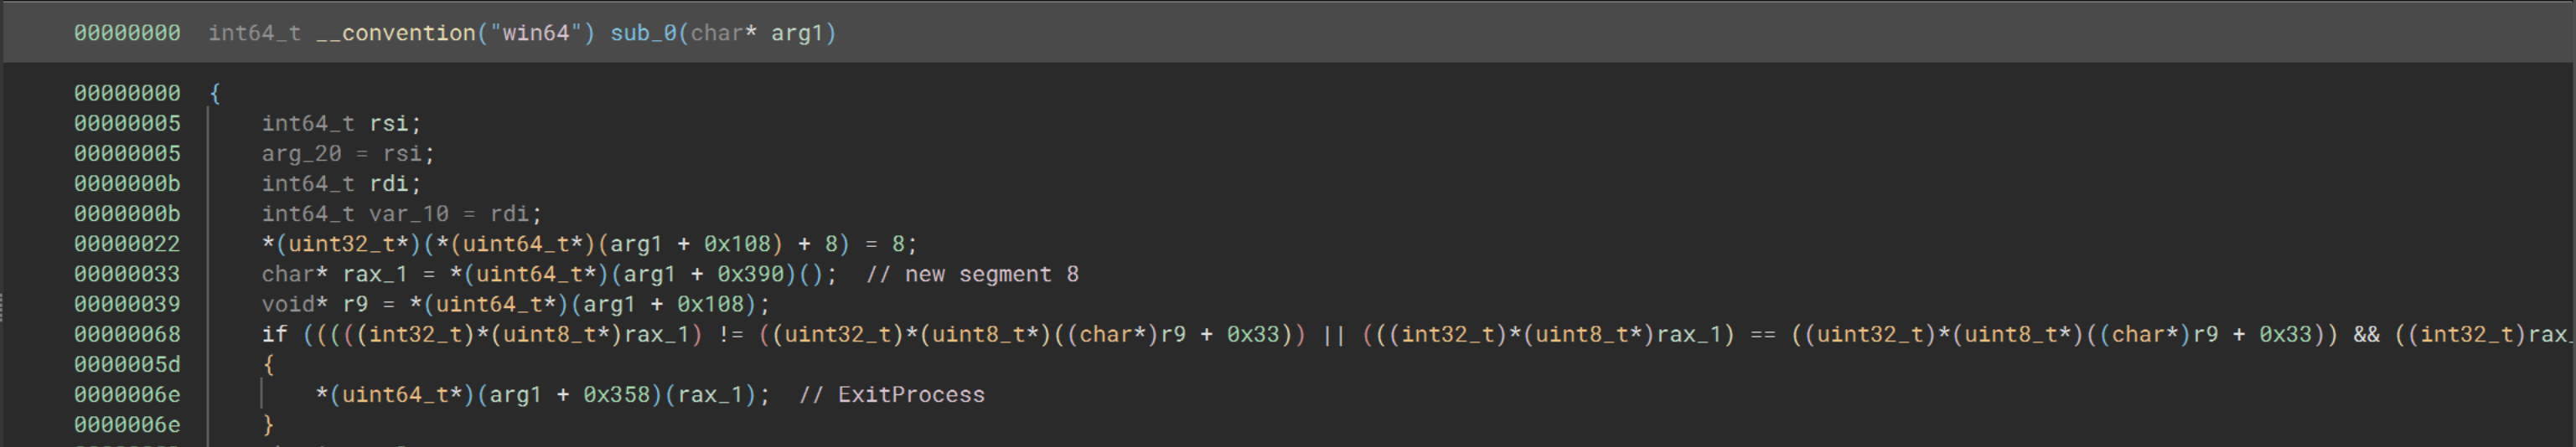 00000000 int64_t __convention("win64") sub_0(char* arg1)
00000000 {
00000005 int64_t rsi;
00000005 arg_20 = rsi;
0000000b int64_t rdi;
0000000b int64_t var_10 = rdi;
00000022 *(uint32_t*)(*(uint64_t*)(arg1 + 0x108) + 8) = 8;
00000033 char* rax_1 = *(uint64_t*)(arg1 + 0x390)(); // new segment 8
00000039 void* r9 = *(uint64_t*)(arg1 + 0x108);
00000068 if (((((int32_t)*(uint8_t*)rax_1) != ((uint32_t)*(uint8_t*)((char*)r9 + 0x33)) || (((int32_t)*(uint8_t*)rax_1) == ((uint32_t)*(uint8_t*)((char*)r9 + 0x33)) && ((int32_t)rax_
0000005d {
0000006e *(uint64_t*)(arg1 + 0x358)(rax_1); // ExitProcess
0000006e }